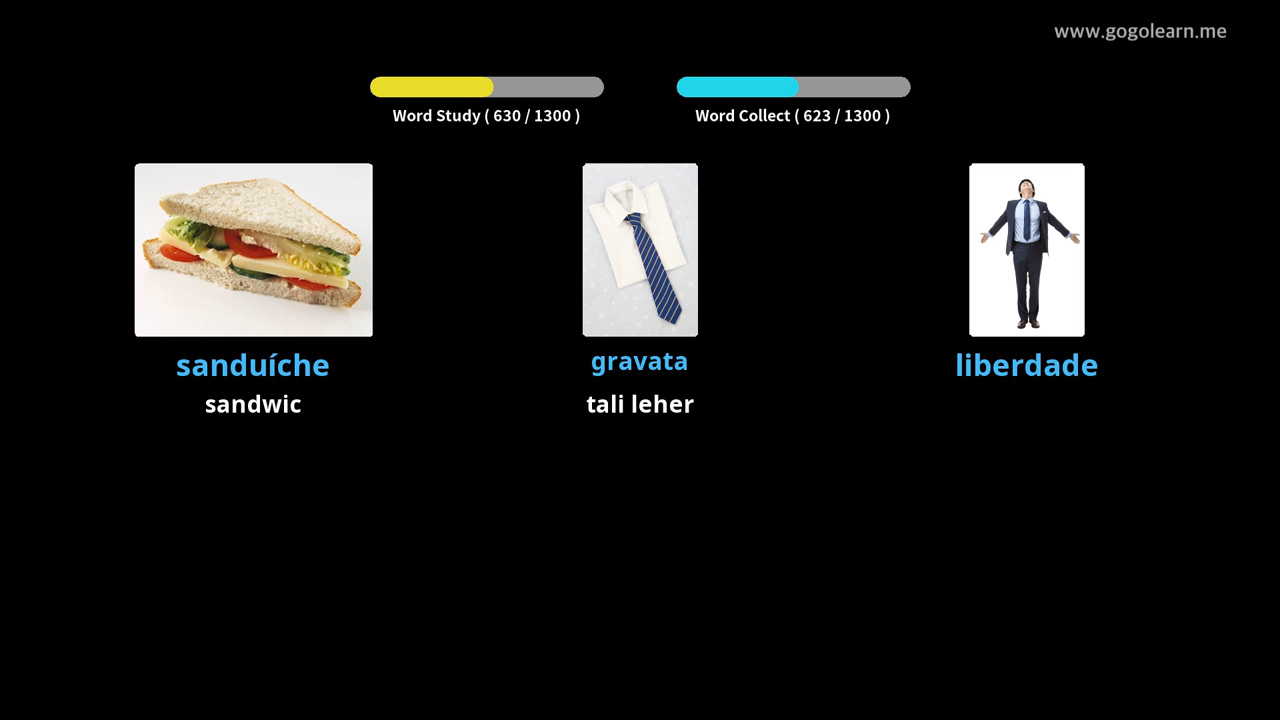 www.gogolearn.me
Word Study ( 630 / 1300 )
Word Collect ( 623 / 1300 )
sanduíche
gravata
liberdade
sandwic
tali leher